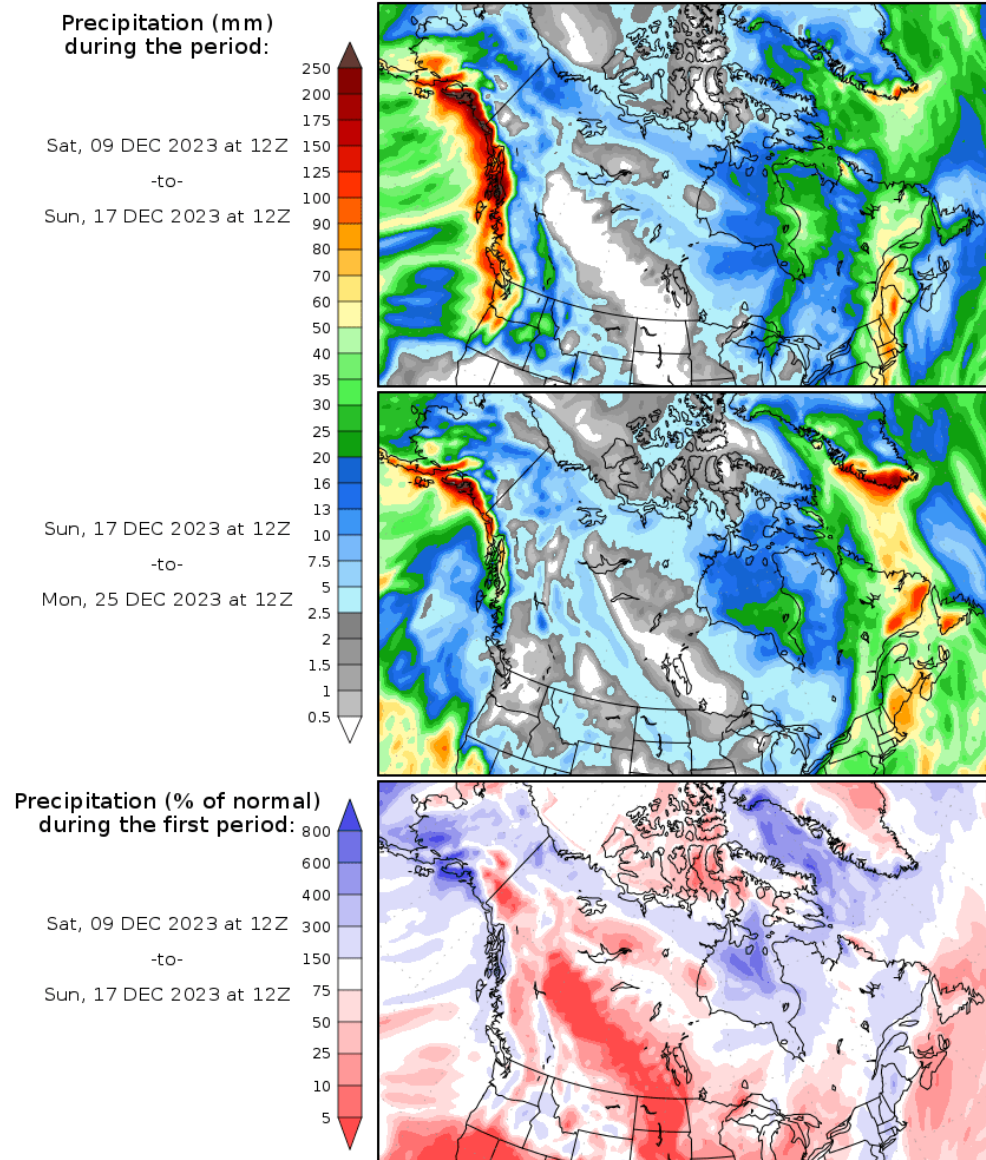 Precipitation (mm)
during the period:
250
200
175
150
125
100
90
80
70
60
50
40
35
30
25
20
16
13
10
7.5
5
2.5
2
1.5
1
0.5
Sat, 09 DEC 2023 at 12Z
-to-
Sun, 17 DEC 2023 at 12Z
Sun, 17 DEC 2023 at 12Z
-to-
Mon, 25 DEC 2023 at 12Z
Precipitation (% of normal)
during the first period:
800
600
400
300
150
75
50
25
10
5
Sat, 09 DEC 2023 at 12Z
-to-
Sun, 17 DEC 2023 at 12Z